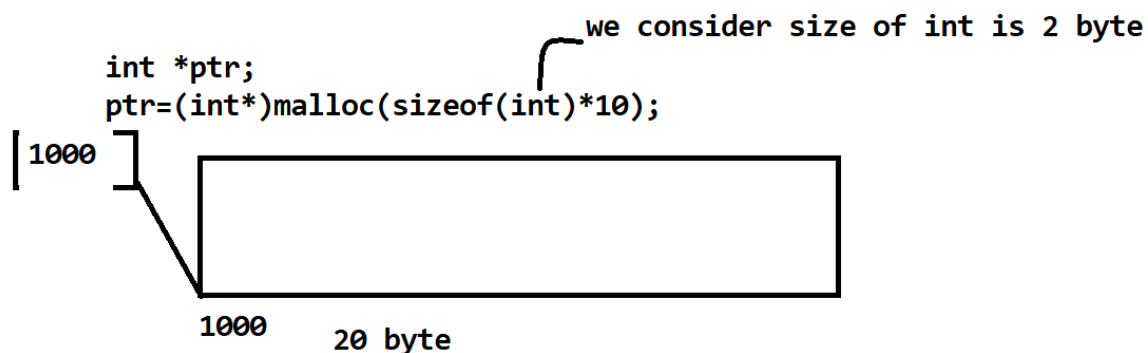 we consider size of int is 2 byte
int *ptr;
ptr=(int*)malloc(sizeof(int)*10);
1000
1000
20 byte